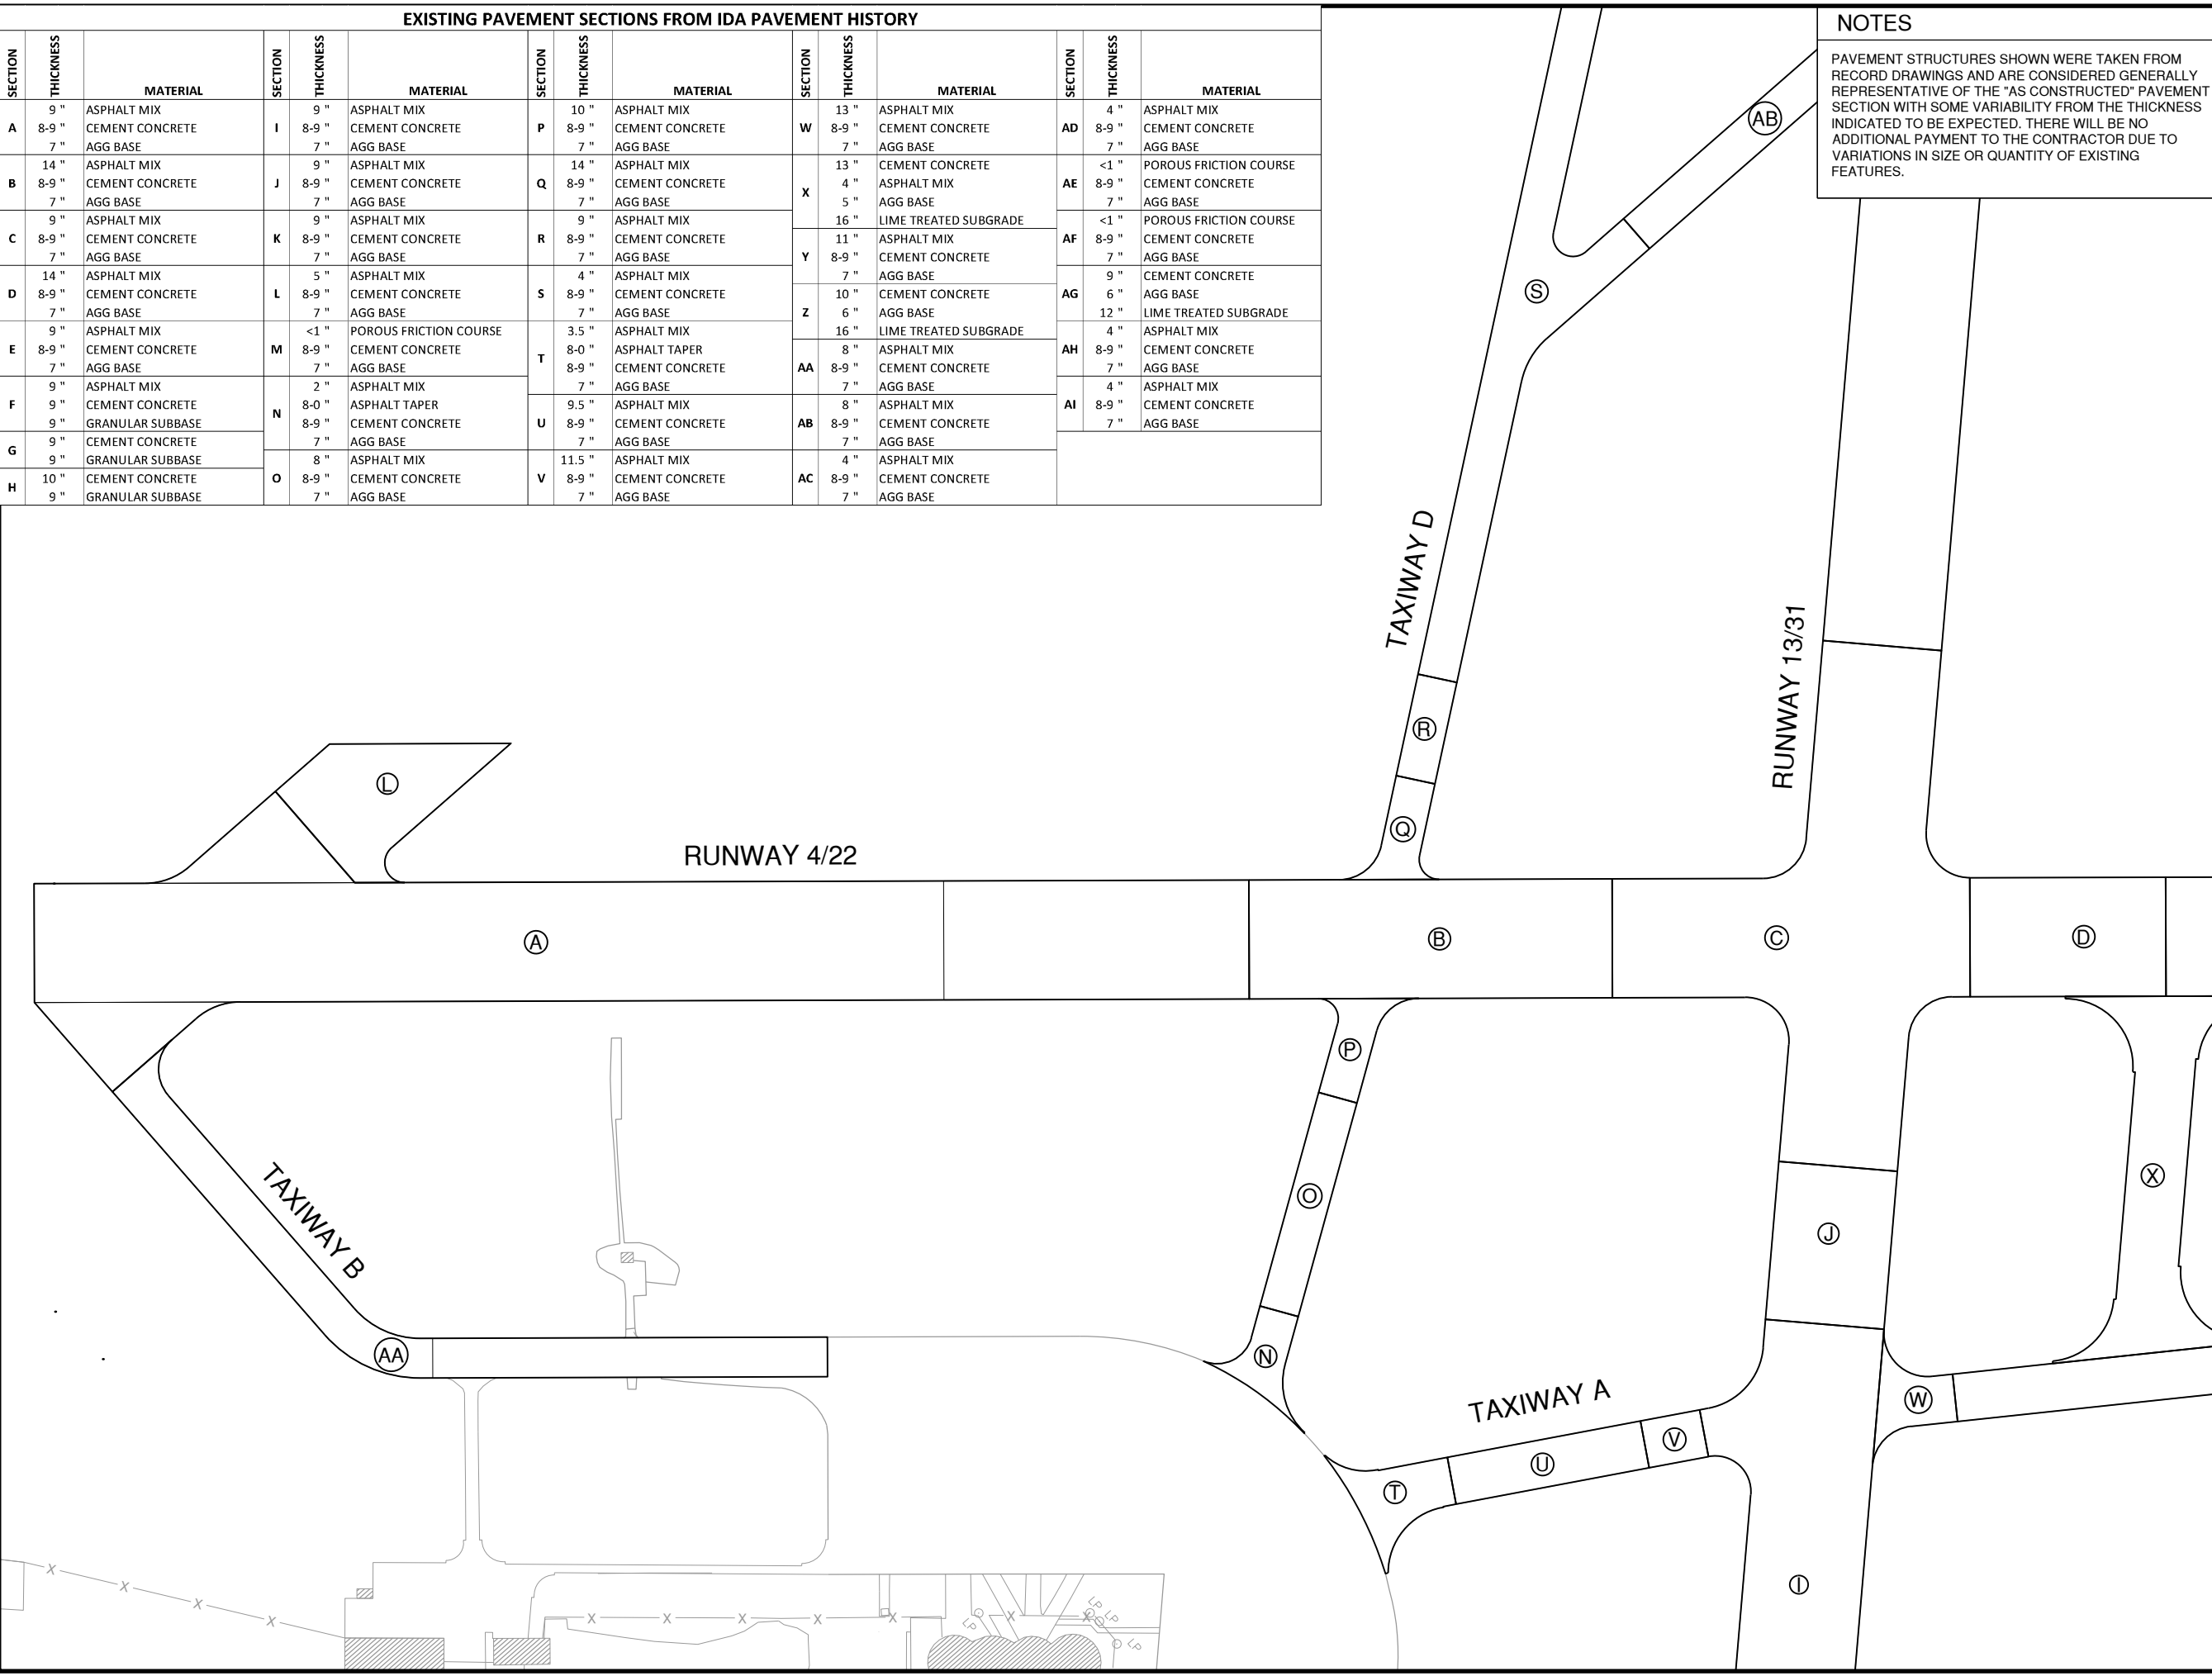 EXISTING PAVEMENT SECTIONS FROM IDA PAVEMENT HISTORY
SECTION THICKNESS MATERIAL
9 " ASPHALT MIX
A 8-9 " CEMENT CONCRETE
7 " AGG BASE
14 " ASPHALT MIX
B 8-9 " CEMENT CONCRETE
7 " AGG BASE
9 " ASPHALT MIX
C 8-9 " CEMENT CONCRETE
7 " AGG BASE
14 " ASPHALT MIX
D 8-9 " CEMENT CONCRETE
7 " AGG BASE
9 " ASPHALT MIX
E 8-9 " CEMENT CONCRETE
7 " AGG BASE
9 " ASPHALT MIX
F 9 " CEMENT CONCRETE
9 " GRANULAR SUBBASE
G 9 " CEMENT CONCRETE
9 " GRANULAR SUBBASE
H 10 " CEMENT CONCRETE
9 " GRANULAR SUBBASE
SECTION THICKNESS MATERIAL
9 " ASPHALT MIX
I 8-9 " CEMENT CONCRETE
7 " AGG BASE
9 " ASPHALT MIX
J 8-9 " CEMENT CONCRETE
7 " AGG BASE
9 " ASPHALT MIX
K 8-9 " CEMENT CONCRETE
7 " AGG BASE
5 " ASPHALT MIX
L 8-9 " CEMENT CONCRETE
7 " AGG BASE
<1 " POROUS FRICTION COURSE
M 8-9 " CEMENT CONCRETE
7 " AGG BASE
2 " ASPHALT MIX
N 8-0 " ASPHALT TAPER
8-9 " CEMENT CONCRETE
7 " AGG BASE
8 " ASPHALT MIX
O 8-9 " CEMENT CONCRETE
7 " AGG BASE
SECTION THICKNESS MATERIAL
10 " ASPHALT MIX
P 8-9 " CEMENT CONCRETE
7 " AGG BASE
14 " ASPHALT MIX
Q 8-9 " CEMENT CONCRETE
7 " AGG BASE
9 " ASPHALT MIX
R 8-9 " CEMENT CONCRETE
7 " AGG BASE
4 " ASPHALT MIX
S 8-9 " CEMENT CONCRETE
7 " AGG BASE
3.5 " ASPHALT MIX
T 8-0 " ASPHALT TAPER
8-9 " CEMENT CONCRETE
7 " AGG BASE
9.5 " ASPHALT MIX
U 8-9 " CEMENT CONCRETE
7 " AGG BASE
11.5 " ASPHALT MIX
V 8-9 " CEMENT CONCRETE
7 " AGG BASE
SECTION THICKNESS MATERIAL
13 " ASPHALT MIX
W 8-9 " CEMENT CONCRETE
7 " AGG BASE
13 " CEMENT CONCRETE
X 4 " ASPHALT MIX
5 " AGG BASE
16 " LIME TREATED SUBGRADE
11 " ASPHALT MIX
Y 8-9 " CEMENT CONCRETE
7 " AGG BASE
10 " CEMENT CONCRETE
Z 6 " AGG BASE
16 " LIME TREATED SUBGRADE
8 " ASPHALT MIX
AA 8-9 " CEMENT CONCRETE
7 " AGG BASE
8 " ASPHALT MIX
AB 8-9 " CEMENT CONCRETE
7 " AGG BASE
4 " ASPHALT MIX
AC 8-9 " CEMENT CONCRETE
7 " AGG BASE
SECTION THICKNESS MATERIAL
4 " ASPHALT MIX
AD 8-9 " CEMENT CONCRETE
7 " AGG BASE
<1 " POROUS FRICTION COURSE
AE 8-9 " CEMENT CONCRETE
7 " AGG BASE
<1 " POROUS FRICTION COURSE
AF 8-9 " CEMENT CONCRETE
7 " AGG BASE
9 " CEMENT CONCRETE
AG 6 " AGG BASE
12 " LIME TREATED SUBGRADE
4 " ASPHALT MIX
AH 8-9 " CEMENT CONCRETE
7 " AGG BASE
4 " ASPHALT MIX
AI 8-9 " CEMENT CONCRETE
7 " AGG BASE
NOTES
PAVEMENT STRUCTURES SHOWN WERE TAKEN FROM
RECORD DRAWINGS AND ARE CONSIDERED GENERALLY
REPRESENTATIVE OF THE "AS CONSTRUCTED" PAVEMENT
SECTION WITH SOME VARIABILITY FROM THE THICKNESS
INDICATED TO BE EXPECTED. THERE WILL BE NO
ADDITIONAL PAYMENT TO THE CONTRACTOR DUE TO
VARIATIONS IN SIZE OR QUANTITY OF EXISTING
FEATURES.
AB
S
TAXIWAY D
RUNWAY 13/31
R
L
Q
RUNWAY 4/22
A
B
C
D
P
TAXIWAY B
O
X
J
AA
N
TAXIWAY A
W
V
U
T
I
X
X
X
X
X
X
X
X
X
X
X
EP
EP
EP
EP